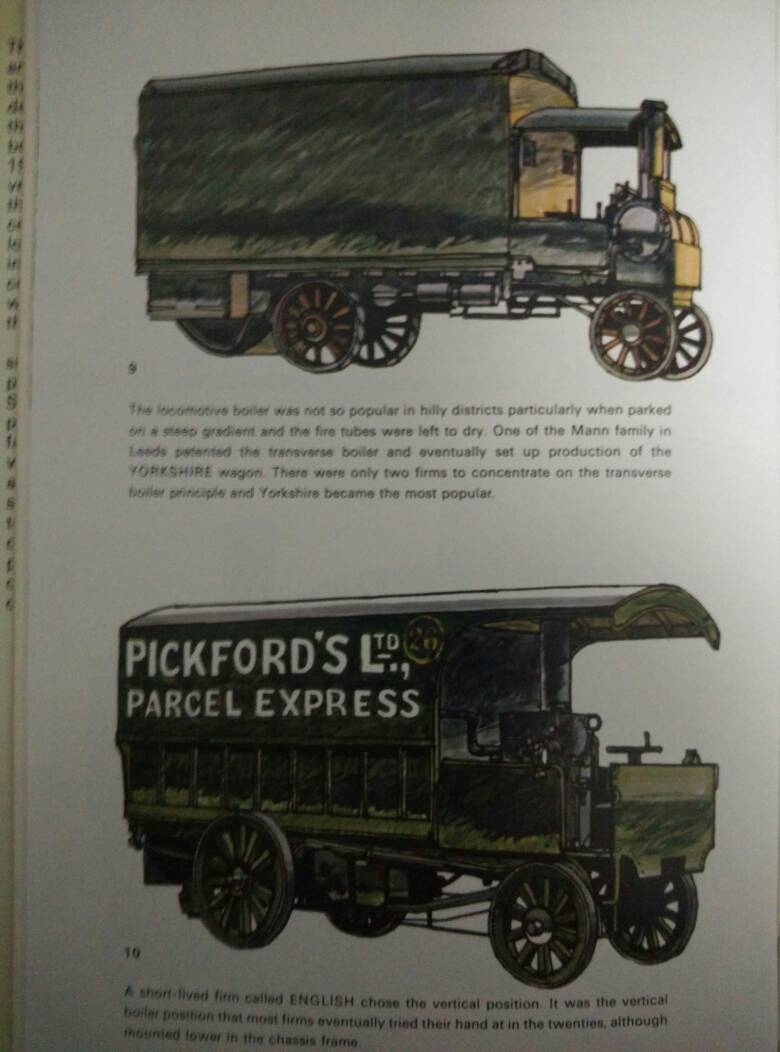 9
The locomotive boiler was not so popular in hilly districts particularly when parked
on a steep gradient and the fire tubes were left to dry. One of the Mann family in
Leeds patented the transverse boiler and eventually set up production of the
YORKSHIRE wagon. There were only two firms to concentrate on the transverse
boiler principle and Yorkshire became the most popular.
PICKFORD'S LTD., 26
PARCEL EXPRESS
10
A short-lived firm called ENGLISH chose the vertical position. It was the vertical
boiler position that most firms eventually tried their hand at in the twenties, although
mounted lower in the chassis frame.